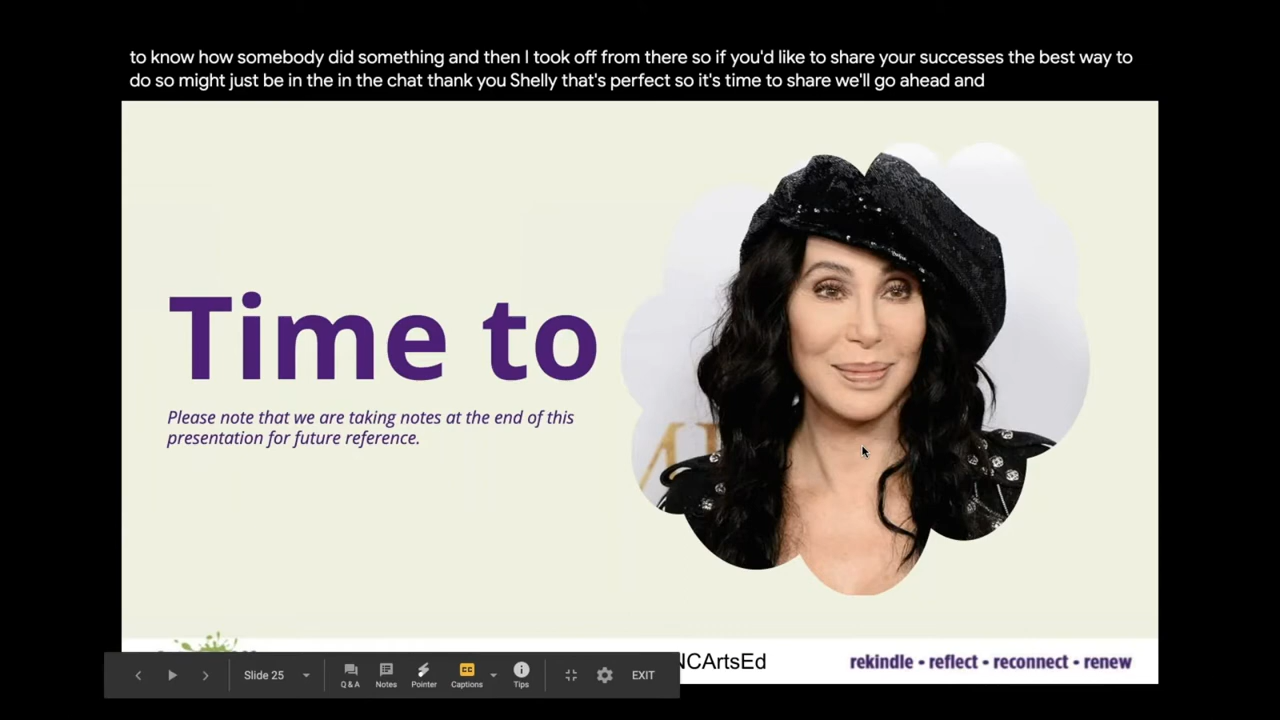 to know how somebody did something and then I took off from there so if you'd like to share your successes the best way to
do so might just be in the in the chat thank you Shelly that's perfect so it's time to share we'll go ahead and
Time to
Please note that we are taking notes at the end of this
presentation for future reference.
NCArtsEd
rekindle • reflect • reconnect • renew
Slide 25
Q & A
Notes
Pointer
CC
Captions
Tips
EXIT